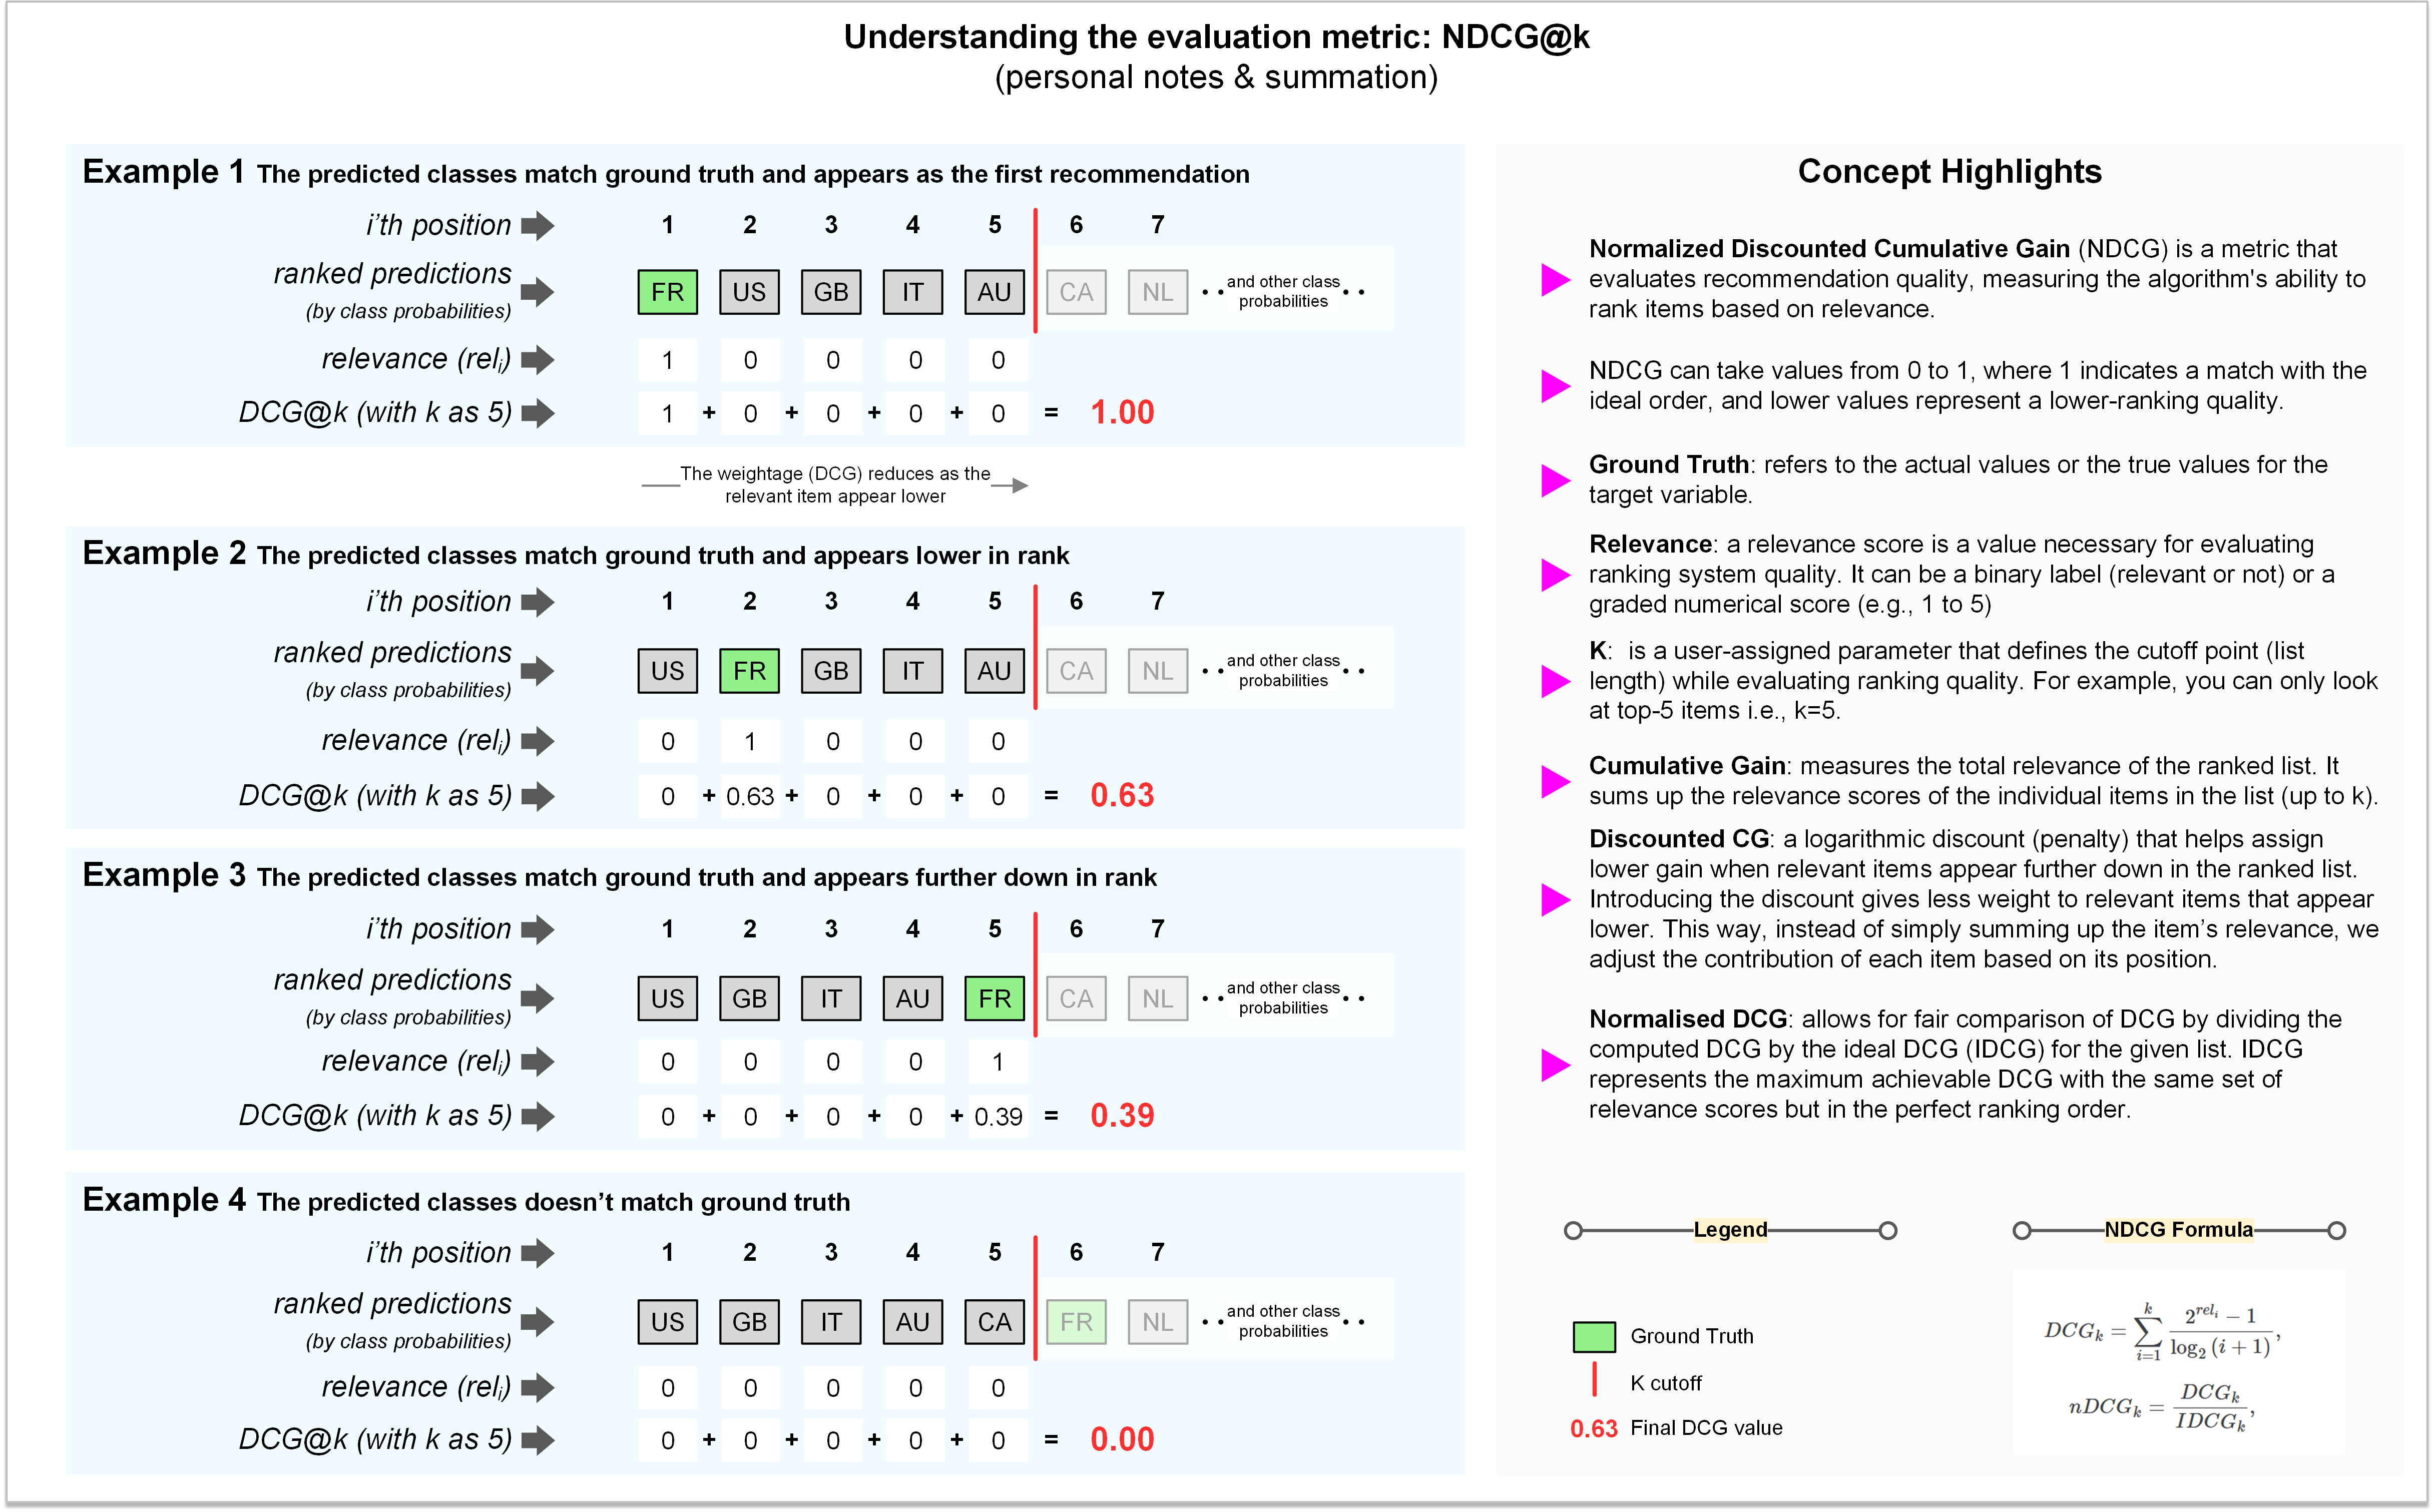 Understanding the evaluation metric: NDCG@k
(personal notes & summation)
Example 1 The predicted classes match ground truth and appears as the first recommendation
i’th position 1 2 3 4 5 6 7
ranked predictions
(by class probabilities)
FR US GB IT AU CA NL • • and other class probabilities • •
relevance (relᵢ) 1 0 0 0 0
DCG@k (with k as 5) 1 + 0 + 0 + 0 + 0 = 1.00
The weightage (DCG) reduces as the
relevant item appear lower
Example 2 The predicted classes match ground truth and appears lower in rank
i’th position 1 2 3 4 5 6 7
ranked predictions
(by class probabilities)
US FR GB IT AU CA NL • • and other class probabilities • •
relevance (relᵢ) 0 1 0 0 0
DCG@k (with k as 5) 0 + 0.63 + 0 + 0 + 0 = 0.63
Example 3 The predicted classes match ground truth and appears further down in rank
i’th position 1 2 3 4 5 6 7
ranked predictions
(by class probabilities)
US GB IT AU FR CA NL • • and other class probabilities • •
relevance (relᵢ) 0 0 0 0 1
DCG@k (with k as 5) 0 + 0 + 0 + 0 + 0.39 = 0.39
Example 4 The predicted classes doesn’t match ground truth
i’th position 1 2 3 4 5 6 7
ranked predictions
(by class probabilities)
US GB IT AU CA FR NL • • and other class probabilities • •
relevance (relᵢ) 0 0 0 0 0
DCG@k (with k as 5) 0 + 0 + 0 + 0 + 0 = 0.00
Concept Highlights
Normalized Discounted Cumulative Gain (NDCG) is a metric that
evaluates recommendation quality, measuring the algorithm's ability to
rank items based on relevance.
NDCG can take values from 0 to 1, where 1 indicates a match with the
ideal order, and lower values represent a lower-ranking quality.
Ground Truth: refers to the actual values or the true values for the
target variable.
Relevance: a relevance score is a value necessary for evaluating
ranking system quality. It can be a binary label (relevant or not) or a
graded numerical score (e.g., 1 to 5)
K: is a user-assigned parameter that defines the cutoff point (list
length) while evaluating ranking quality. For example, you can only look
at top-5 items i.e., k=5.
Cumulative Gain: measures the total relevance of the ranked list. It
sums up the relevance scores of the individual items in the list (up to k).
Discounted CG: a logarithmic discount (penalty) that helps assign
lower gain when relevant items appear further down in the ranked list.
Introducing the discount gives less weight to relevant items that appear
lower. This way, instead of simply summing up the item’s relevance, we
adjust the contribution of each item based on its position.
Normalised DCG: allows for fair comparison of DCG by dividing the
computed DCG by the ideal DCG (IDCG) for the given list. IDCG
represents the maximum achievable DCG with the same set of
relevance scores but in the perfect ranking order.
Legend
Ground Truth
K cutoff
0.63 Final DCG value
NDCG Formula
DCG_k = ∑_{i=1}^{k} (2^{rel_i} − 1) / (log_2 (i + 1)),
nDCG_k = DCG_k / IDCG_k,